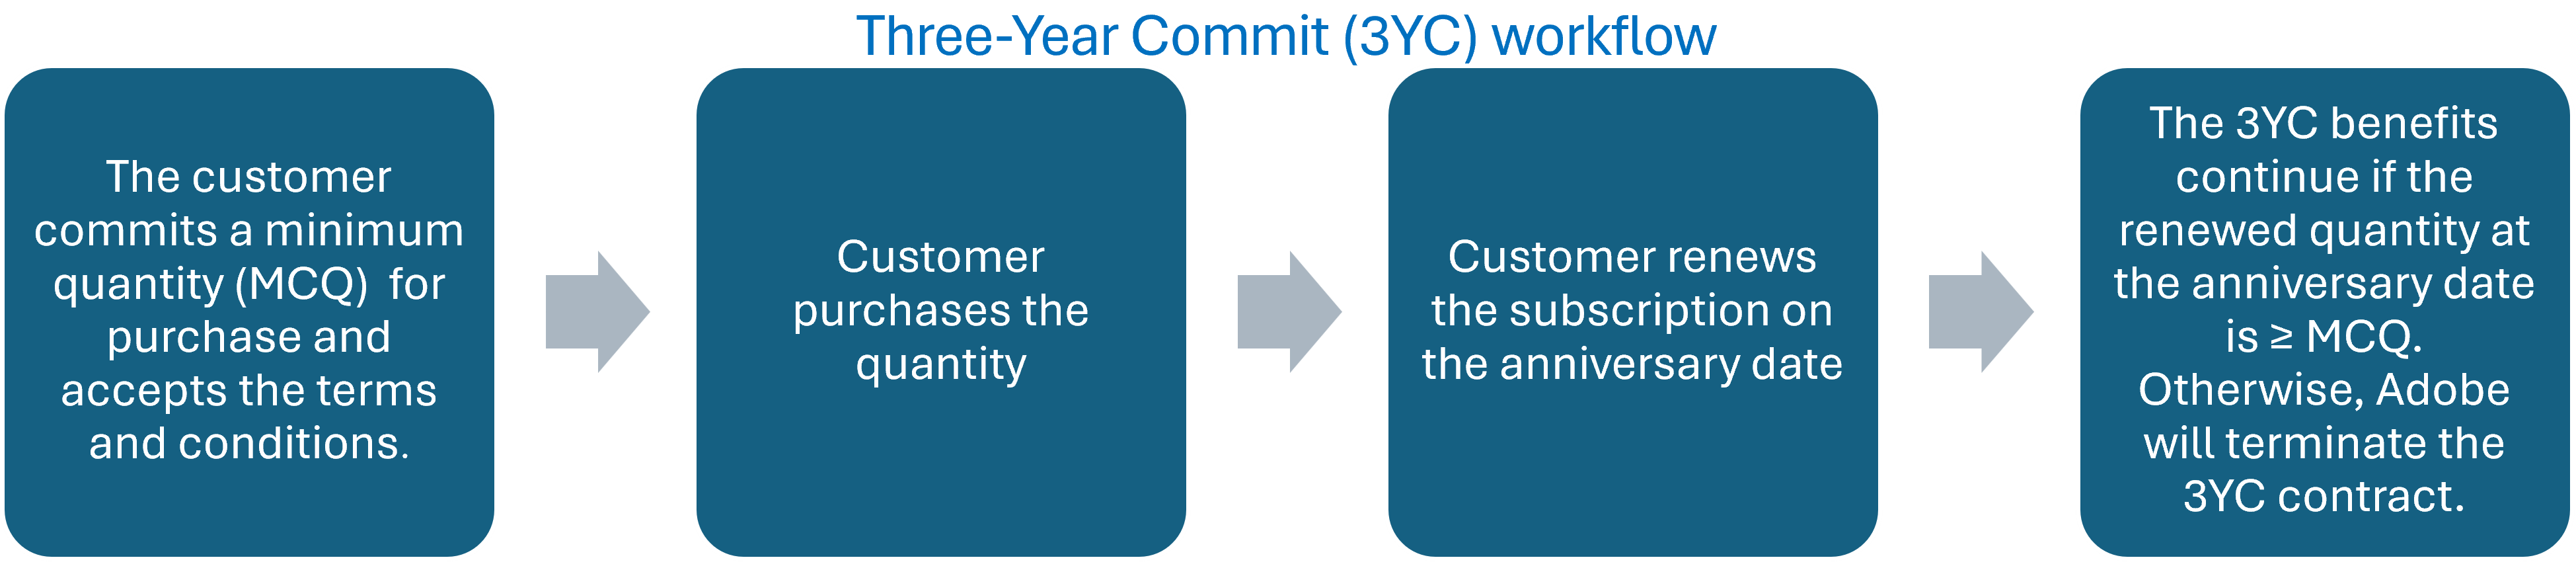 Three-Year Commit (3YC) workflow
The customer
commits a minimum
quantity (MCQ)  for
purchase and
accepts the terms
and conditions.
Customer
purchases the
quantity
Customer renews
the subscription on
the anniversary date
The 3YC benefits
continue if the
renewed quantity at
the anniversary date
is ≥ MCQ.
Otherwise, Adobe
will terminate the
3YC contract.